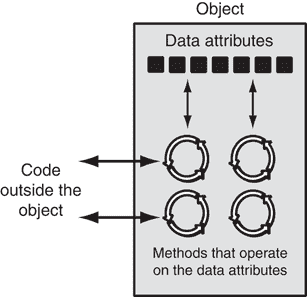 Object
Data attributes
Code
outside the
object
Methods that operate
on the data attributes